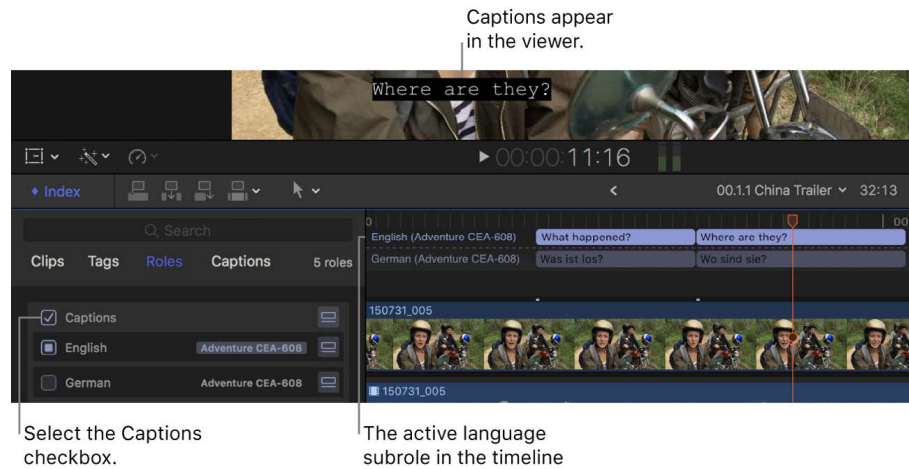 Captions appear
in the viewer.
Where are they?
00:00:11:16
Index
00.1.1 China Trailer
32:13
Search
0
00
English (Adventure CEA-608)
What happened?
Where are they?
Clips
Tags
Roles
Captions
5 roles
German (Adventure CEA-608)
Was ist los?
Wo sind sie?
Captions
150731_005
English
Adventure CEA-608
German
Adventure CEA-608
150731_005
Select the Captions
checkbox.
The active language
subrole in the timeline